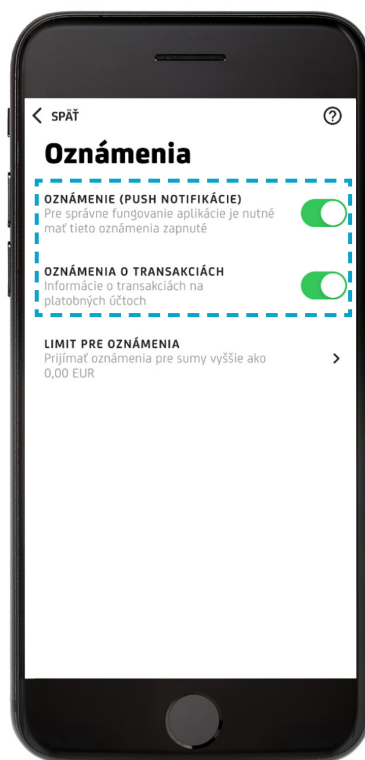 SPÄŤ
Oznámenia
OZNÁMENIE (PUSH NOTIFIKÁCIE)
Pre správne fungovanie aplikácie je nutné
mať tieto oznámenia zapnuté
OZNÁMENIA O TRANSAKCIÁCH
Informácie o transakciách na
platobných účtoch
LIMIT PRE OZNÁMENIA
Prijímať oznámenia pre sumy vyššie ako
0,00 EUR